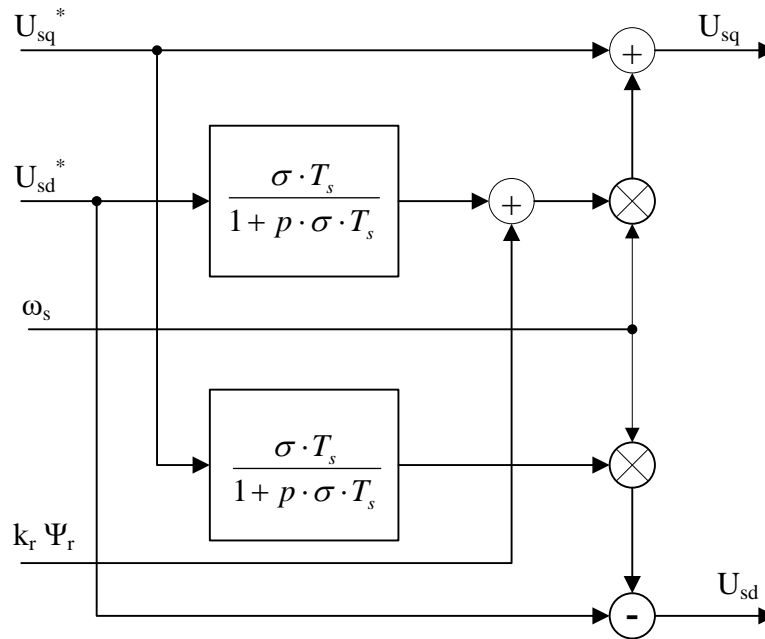 U_sq^*
U_sq
+
U_sd^*
σ · T_s
1 + p · σ · T_s
+
ω_s
σ · T_s
1 + p · σ · T_s
k_r Ψ_r
U_sd
-